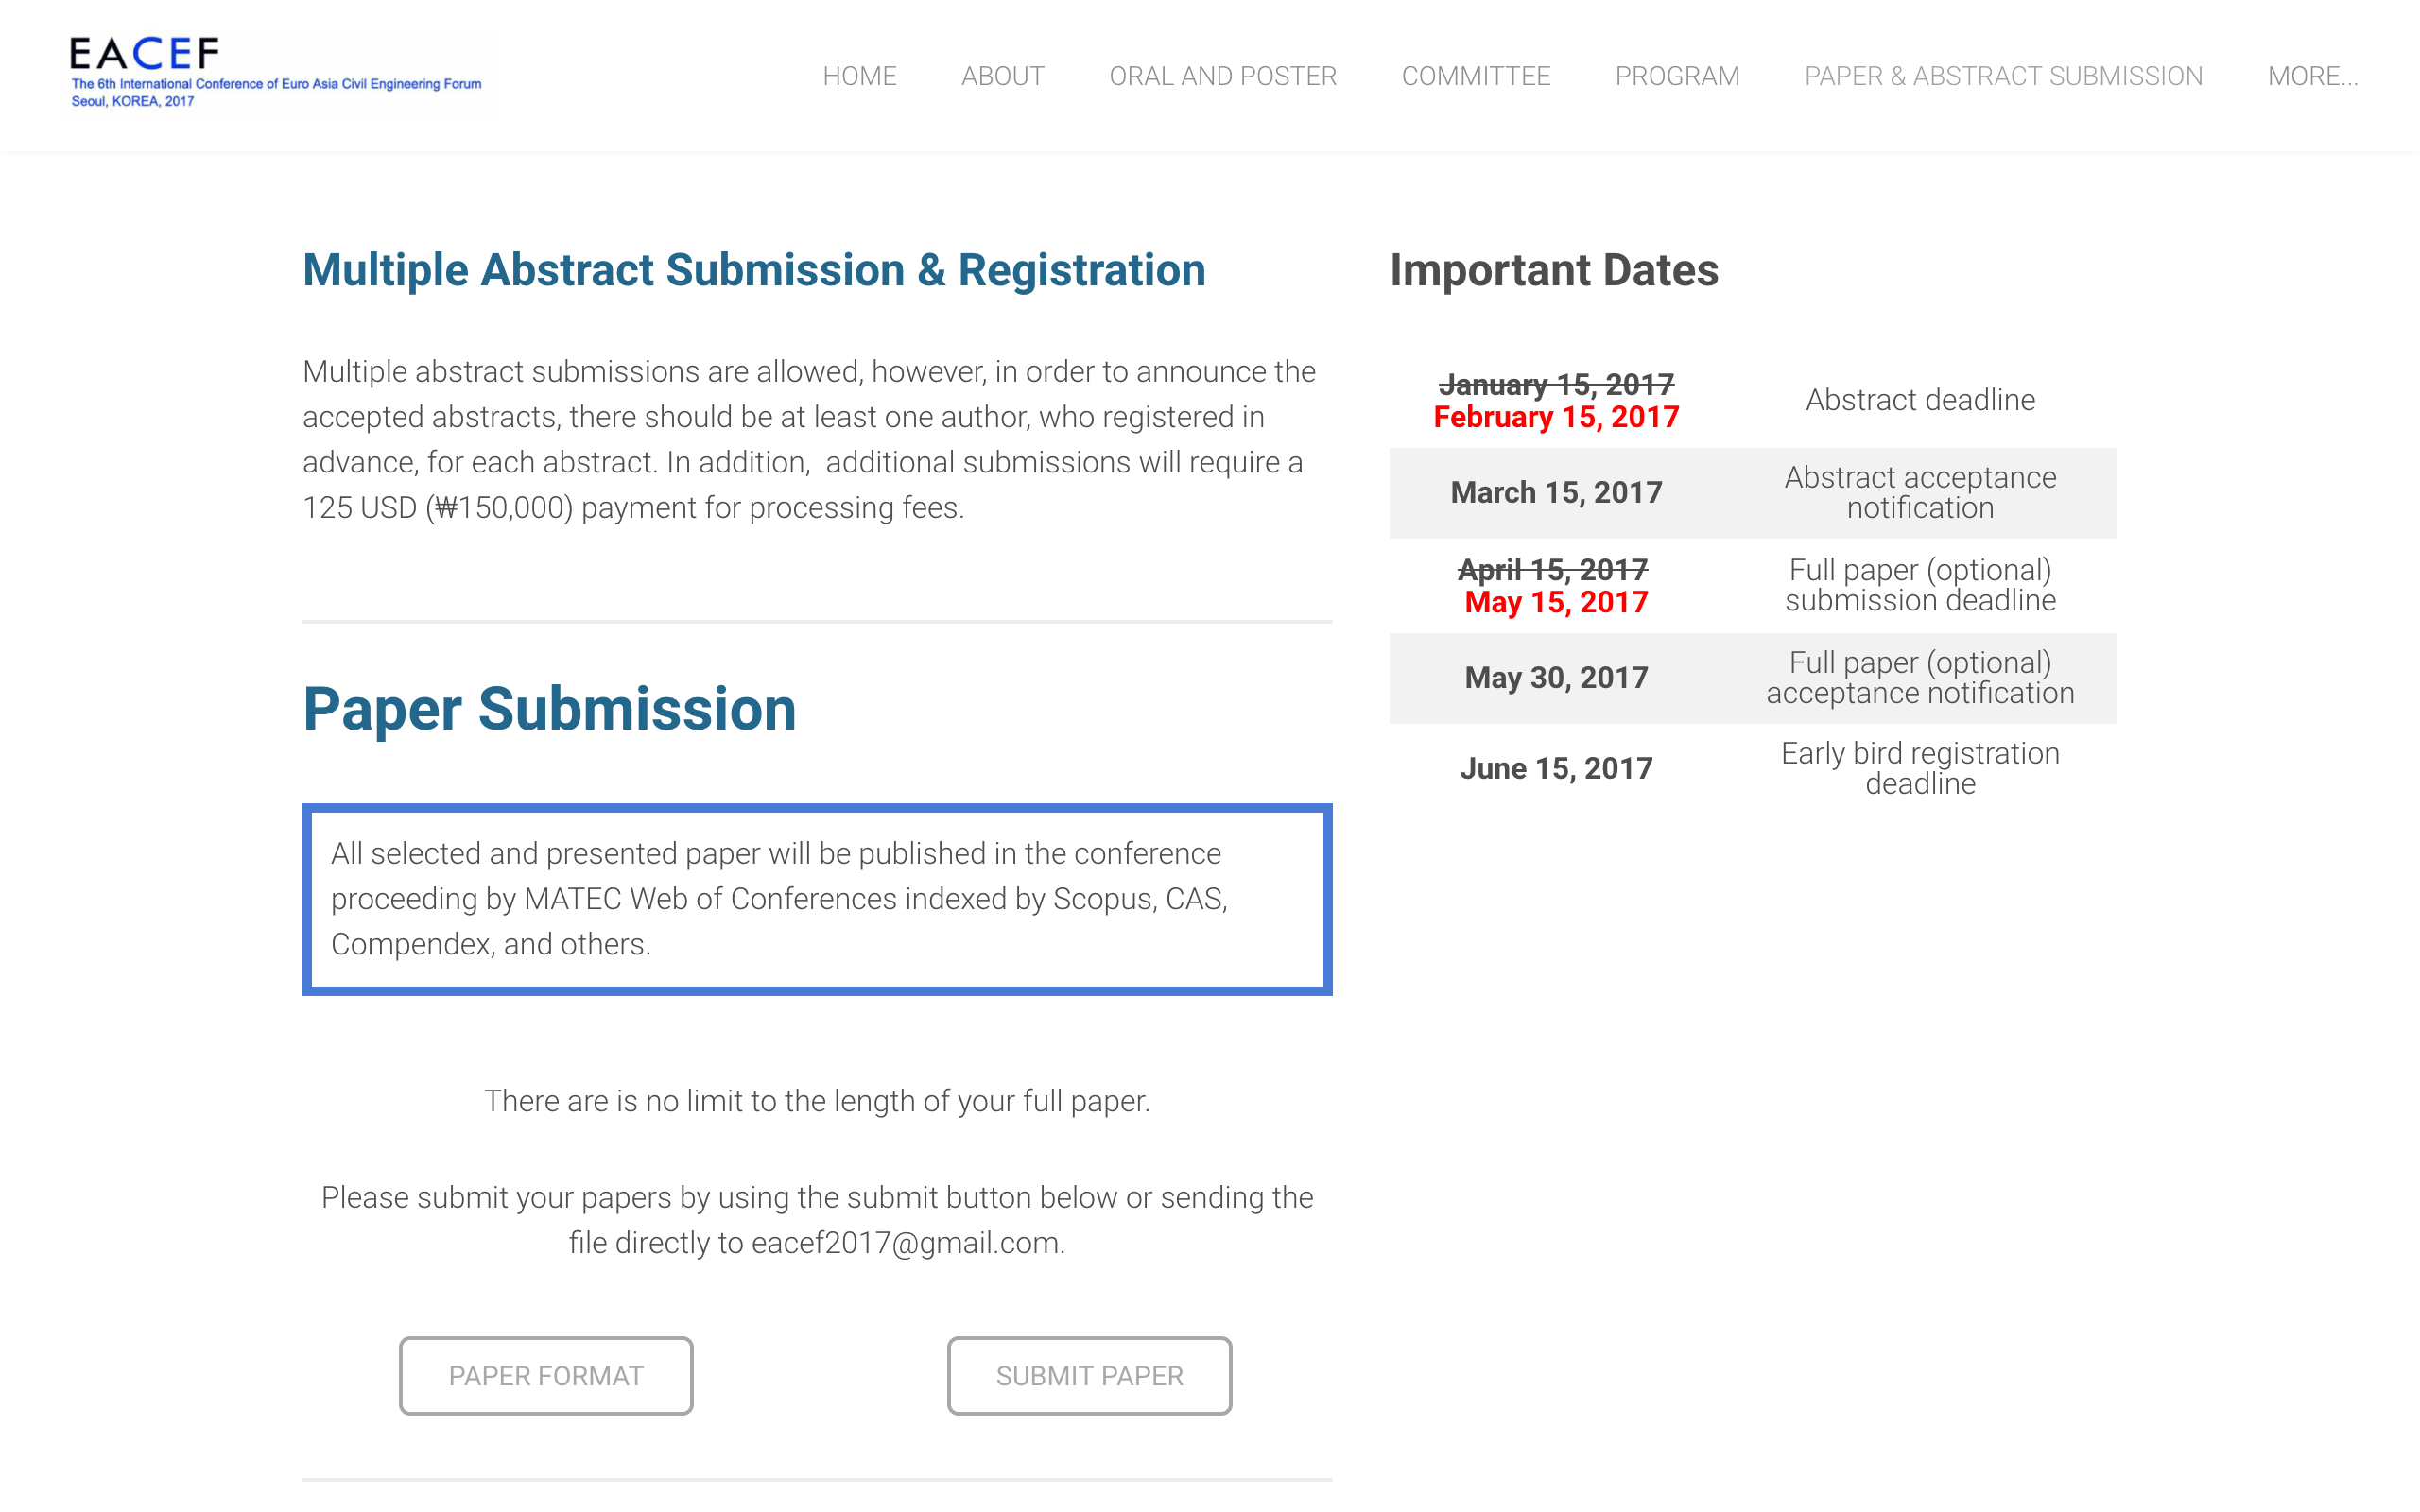 EACEF
The 6th International Conference of Euro Asia Civil Engineering Forum
Seoul, KOREA, 2017
HOME
ABOUT
ORAL AND POSTER
COMMITTEE
PROGRAM
PAPER & ABSTRACT SUBMISSION
MORE...
Multiple Abstract Submission & Registration
Multiple abstract submissions are allowed, however, in order to announce the
accepted abstracts, there should be at least one author, who registered in
advance, for each abstract. In addition,  additional submissions will require a
125 USD (₩150,000) payment for processing fees.
Paper Submission
All selected and presented paper will be published in the conference
proceeding by MATEC Web of Conferences indexed by Scopus, CAS,
Compendex, and others.
There are is no limit to the length of your full paper.
Please submit your papers by using the submit button below or sending the
file directly to eacef2017@gmail.com.
PAPER FORMAT
SUBMIT PAPER
Important Dates
January 15, 2017
February 15, 2017
Abstract deadline
March 15, 2017
Abstract acceptance
notification
April 15, 2017
May 15, 2017
Full paper (optional)
submission deadline
May 30, 2017
Full paper (optional)
acceptance notification
June 15, 2017
Early bird registration
deadline